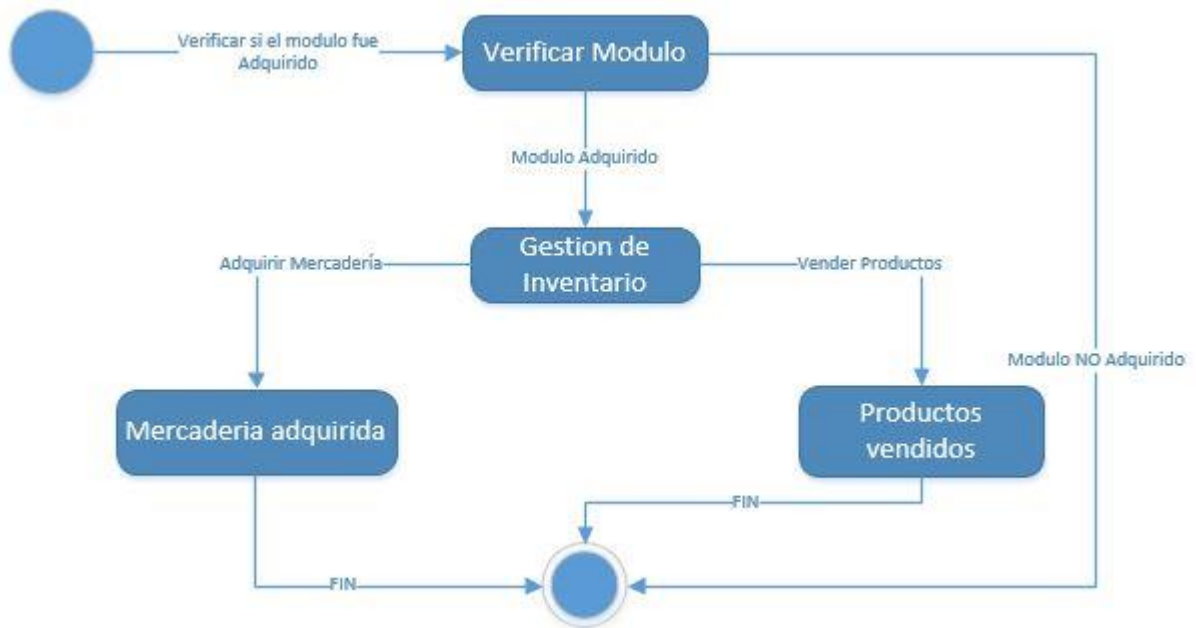 Verificar si el modulo fue
Adquirido
Verificar Modulo
Modulo Adquirido
Gestion de
Inventario
Adquirir Mercadería
Vender Productos
Modulo NO Adquirido
Mercaderia adquirida
Productos
vendidos
FIN
FIN